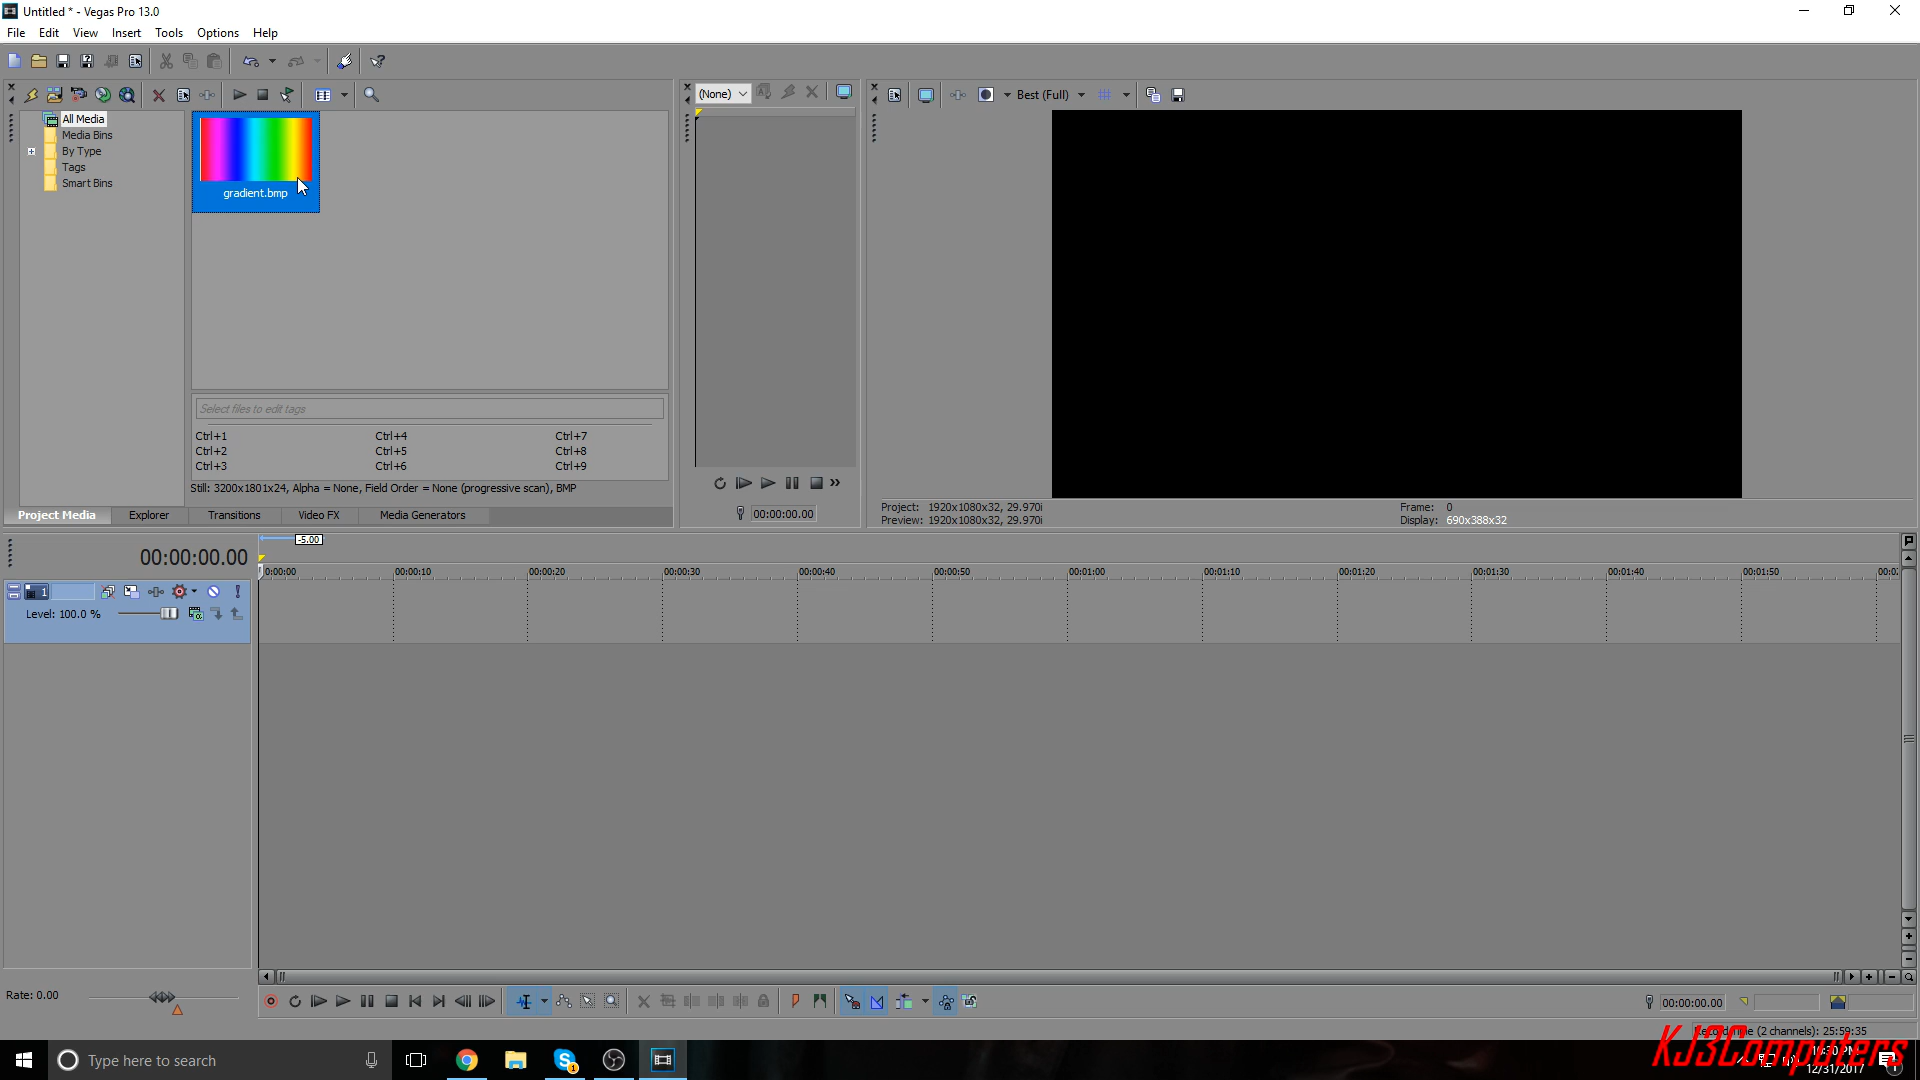 Untitled * - Vegas Pro 13.0
File Edit View Insert Tools Options Help
(None)
Best (Full)
All Media
Media Bins
By Type
Tags
Smart Bins
gradient.bmp
Select files to edit tags
Ctrl+1 Ctrl+4 Ctrl+7
Ctrl+2 Ctrl+5 Ctrl+8
Ctrl+3 Ctrl+6 Ctrl+9
Still: 3200x1801x24, Alpha = None, Field Order = None (progressive scan), BMP
Project Media Explorer Transitions Video FX Media Generators
00:00:00.00
Project: 1920x1080x32, 29.970i
Preview: 1920x1080x32, 29.970i
Frame: 0
Display: 690x388x32
-5.00
00:00:00.00
0:00:00 00:00:10 00:00:20 00:00:30 00:00:40 00:00:50 00:01:00 00:01:10 00:01:20 00:01:30 00:01:40 00:01:50
1
Level: 100.0 %
Rate: 0.00
00:00:00.00
(2 channels): 25:59:35
KJ3Computers
Type here to search
12/31/2017